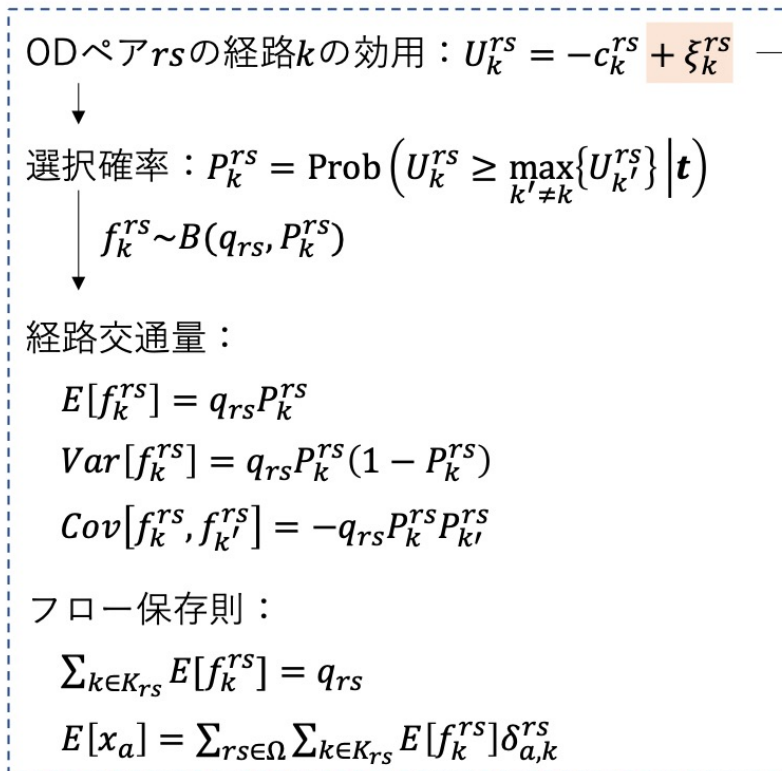 ODペアrsの経路kの効用：U_k^{rs} = −c_k^{rs} + ξ_k^{rs}
選択確率：P_k^{rs} = Prob(U_k^{rs} ≥ max_{k'≠k}{U_{k'}^{rs}} | t)
f_k^{rs}~B(q_{rs}, P_k^{rs})
経路交通量：
E[f_k^{rs}] = q_{rs}P_k^{rs}
Var[f_k^{rs}] = q_{rs}P_k^{rs}(1 − P_k^{rs})
Cov[f_k^{rs}, f_{k'}^{rs}] = −q_{rs}P_k^{rs}P_{k'}^{rs}
フロー保存則：
∑_{k∈K_{rs}} E[f_k^{rs}] = q_{rs}
E[x_a] = ∑_{rs∈Ω} ∑_{k∈K_{rs}} E[f_k^{rs}]δ_{a,k}^{rs}